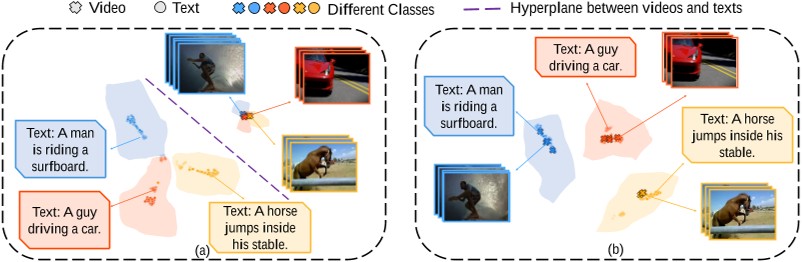 Video Text Different Classes Hyperplane between videos and texts
Text: A man
is riding a
surfboard.
Text: A guy
driving a car.
Text: A horse
jumps inside
his stable.
(a)
Text: A man
is riding a
surfboard.
Text: A guy
driving a car.
Text: A horse
jumps inside his
stable.
(b)